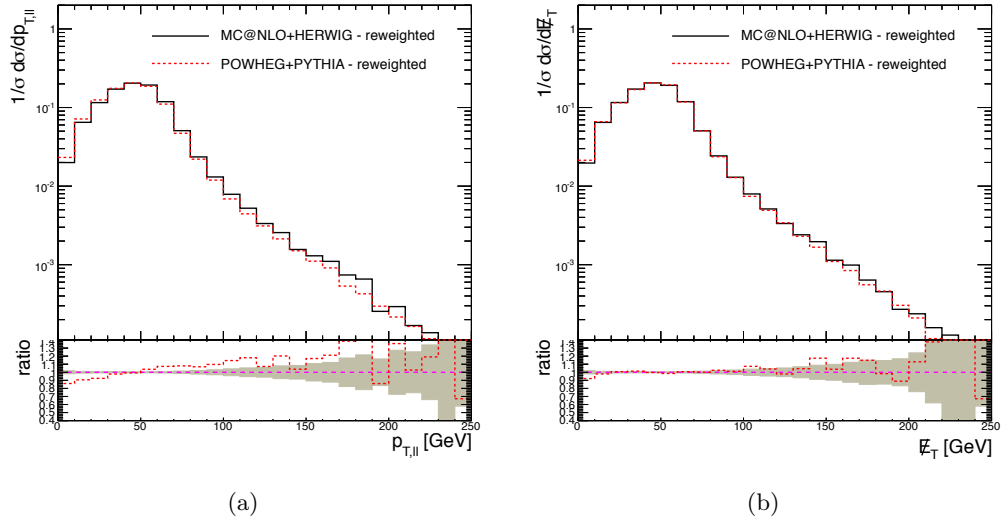 1/σ dσ/dp_{T,ll}
1
10^{-1}
10^{-2}
10^{-3}
MC@NLO+HERWIG - reweighted
POWHEG+PYTHIA - reweighted
ratio
1.3
1.2
1.1
1.0
0.9
0.8
0.7
0.6
0.5
0.4
0 50 100 150 200 250
p_{T,ll} [GeV]
(a)
1/σ dσ/dE̸_T
1
10^{-1}
10^{-2}
10^{-3}
MC@NLO+HERWIG - reweighted
POWHEG+PYTHIA - reweighted
ratio
1.3
1.2
1.1
1.0
0.9
0.8
0.7
0.6
0.5
0.4
0 50 100 150 200 250
E̸_T [GeV]
(b)